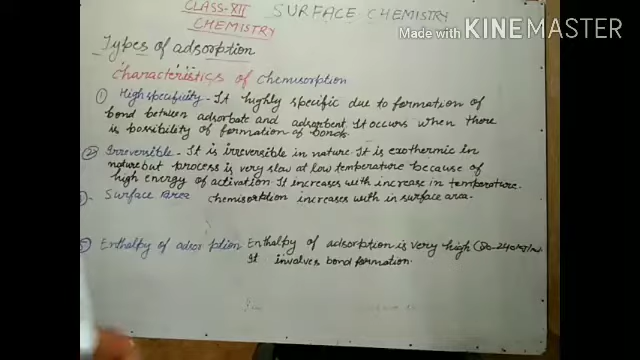 CLASS-XII SURFACE CHEMISTRY
CHEMISTRY
Made with KINEMASTER
Types of adsorption
Characteristics of chemisorption
① High specificity - It highly specific due to formation of
bond between adsorbate and adsorbent. It occurs when there
is possibility of formation of bonds
② Irreversible - It is irreversible in nature. It is exothermic in
nature but process is very slow at low temperature because of
high energy of activation. It increases with increase in temperature.
Surface Area chemisorption increases with in surface area.
Enthalpy of adsorption Enthalpy of adsorption is very high
It involves bond formation.